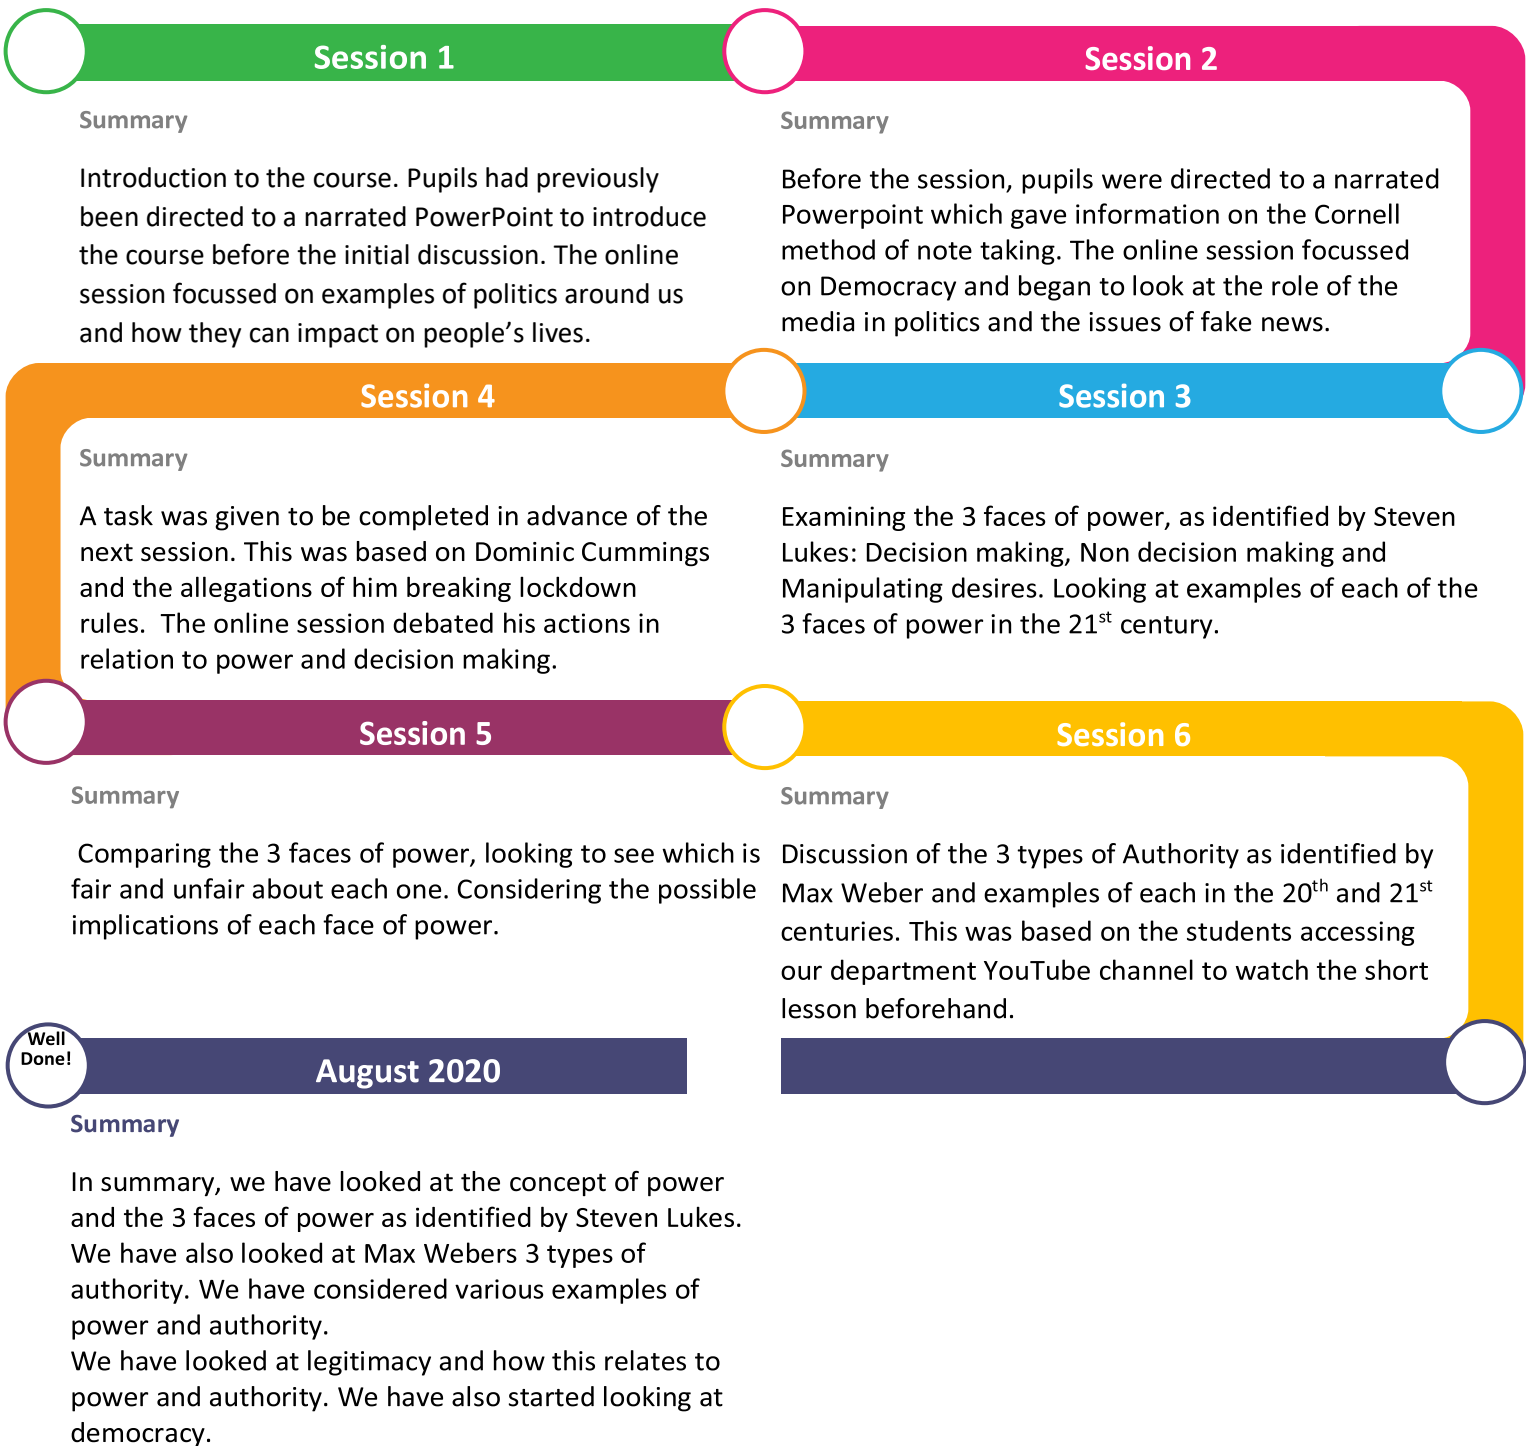 Session 1
Summary
Introduction to the course. Pupils had previously
been directed to a narrated PowerPoint to introduce
the course before the initial discussion. The online
session focussed on examples of politics around us
and how they can impact on people’s lives.
Session 2
Summary
Before the session, pupils were directed to a narrated
Powerpoint which gave information on the Cornell
method of note taking. The online session focussed
on Democracy and began to look at the role of the
media in politics and the issues of fake news.
Session 3
Summary
Examining the 3 faces of power, as identified by Steven
Lukes: Decision making, Non decision making and
Manipulating desires. Looking at examples of each of the
3 faces of power in the 21st century.
Session 4
Summary
A task was given to be completed in advance of the
next session. This was based on Dominic Cummings
and the allegations of him breaking lockdown
rules.  The online session debated his actions in
relation to power and decision making.
Session 5
Summary
Comparing the 3 faces of power, looking to see which is
fair and unfair about each one. Considering the possible
implications of each face of power.
Session 6
Summary
Discussion of the 3 types of Authority as identified by
Max Weber and examples of each in the 20th and 21st
centuries. This was based on the students accessing
our department YouTube channel to watch the short
lesson beforehand.
Well
Done!
August 2020
Summary
In summary, we have looked at the concept of power
and the 3 faces of power as identified by Steven Lukes.
We have also looked at Max Webers 3 types of
authority. We have considered various examples of
power and authority.
We have looked at legitimacy and how this relates to
power and authority. We have also started looking at
democracy.